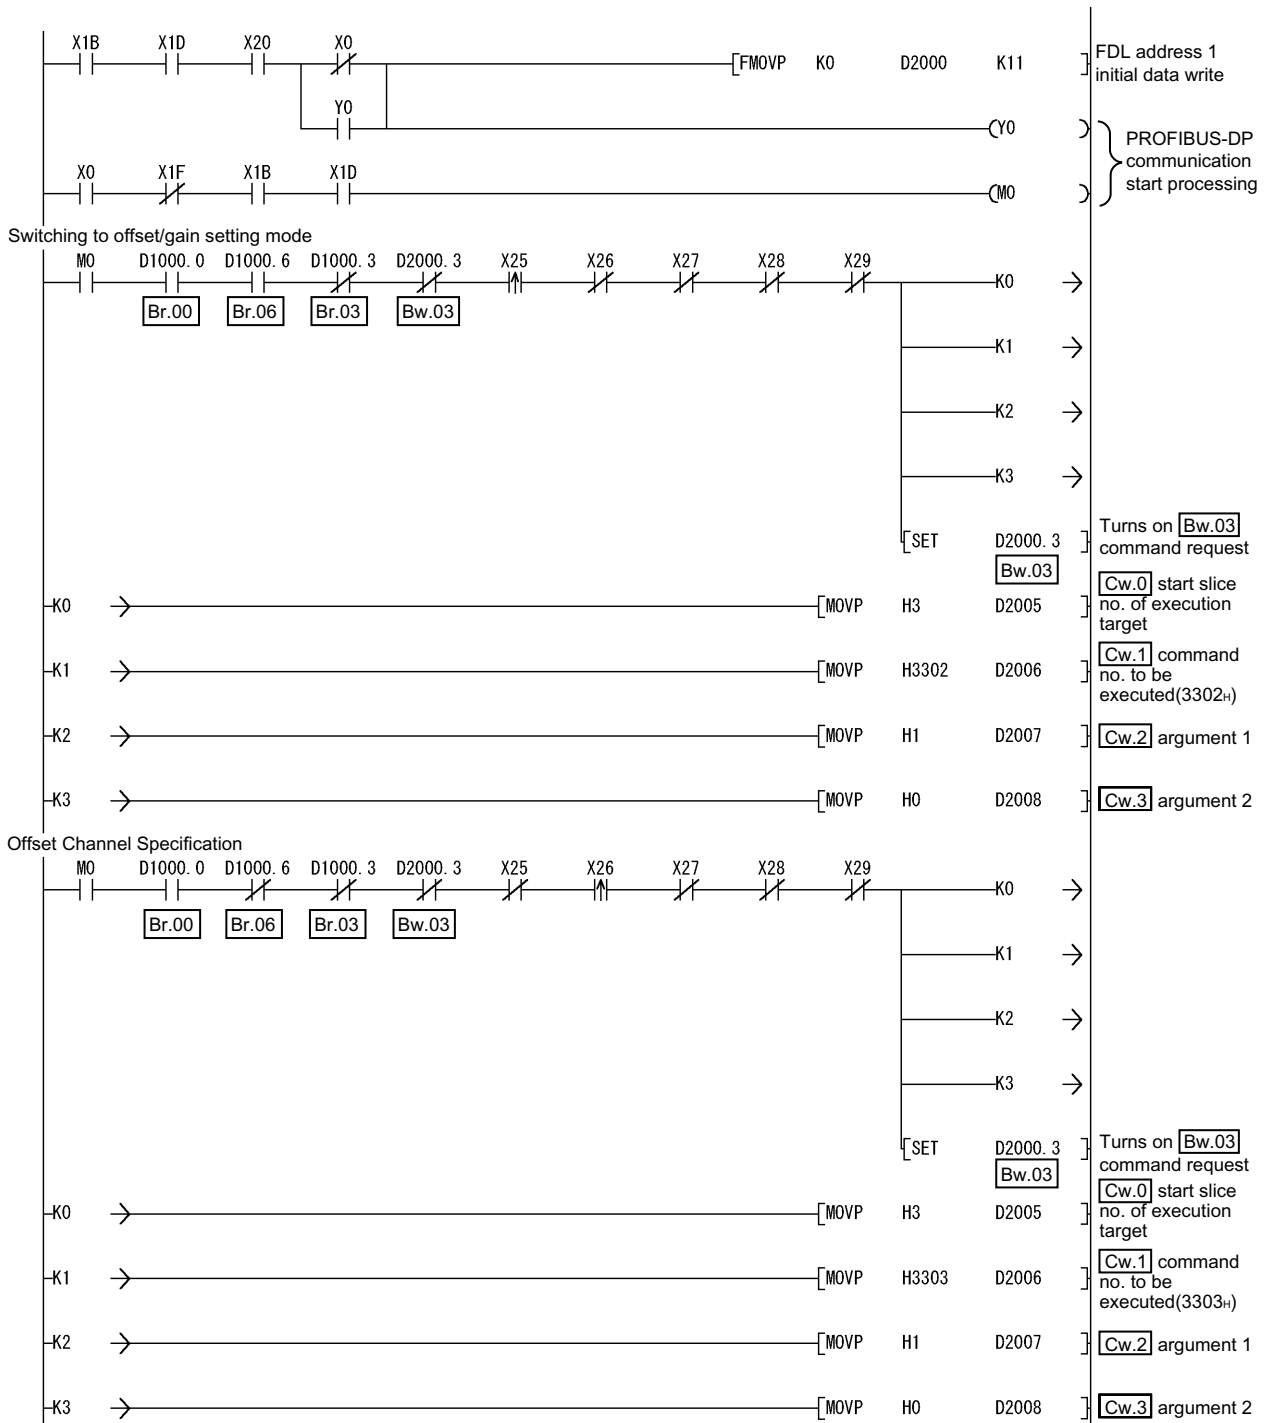 X1B X1D X20 X0
[FMOVP K0 D2000 K11 ]
FDL address 1
initial data write
Y0
(Y0 )
PROFIBUS-DP
communication
start processing
X0 X1F X1B X1D
(M0 )
Switching to offset/gain setting mode
M0 D1000. 0 D1000. 6 D1000. 3 D2000. 3 X25 X26 X27 X28 X29
K0
Br.00 Br.06 Br.03 Bw.03
K1
K2
K3
[SET D2000. 3 ]
Bw.03
Turns on Bw.03
command request
K0 [MOVP H3 D2005 ]
Cw.0 start slice
no. of execution
target
K1 [MOVP H3302 D2006 ]
Cw.1 command
no. to be
executed(3302H)
K2 [MOVP H1 D2007 ] Cw.2 argument 1
K3 [MOVP H0 D2008 ] Cw.3 argument 2
Offset Channel Specification
M0 D1000. 0 D1000. 6 D1000. 3 D2000. 3 X25 X26 X27 X28 X29
K0
Br.00 Br.06 Br.03 Bw.03
K1
K2
K3
[SET D2000. 3 ]
Bw.03
Turns on Bw.03
command request
K0 [MOVP H3 D2005 ]
Cw.0 start slice
no. of execution
target
K1 [MOVP H3303 D2006 ]
Cw.1 command
no. to be
executed(3303H)
K2 [MOVP H1 D2007 ] Cw.2 argument 1
K3 [MOVP H0 D2008 ] Cw.3 argument 2